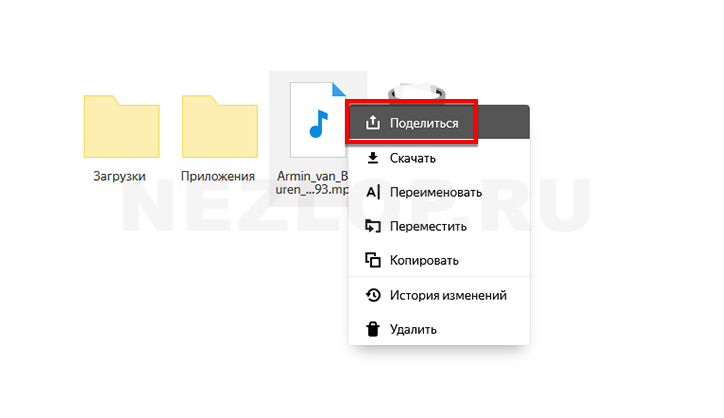 Поделиться
Скачать
Загрузки
Приложения
Armin_van_B
uren_...93.mp
Переименовать
NEZLOP.RU
Переместить
Копировать
История изменений
Удалить